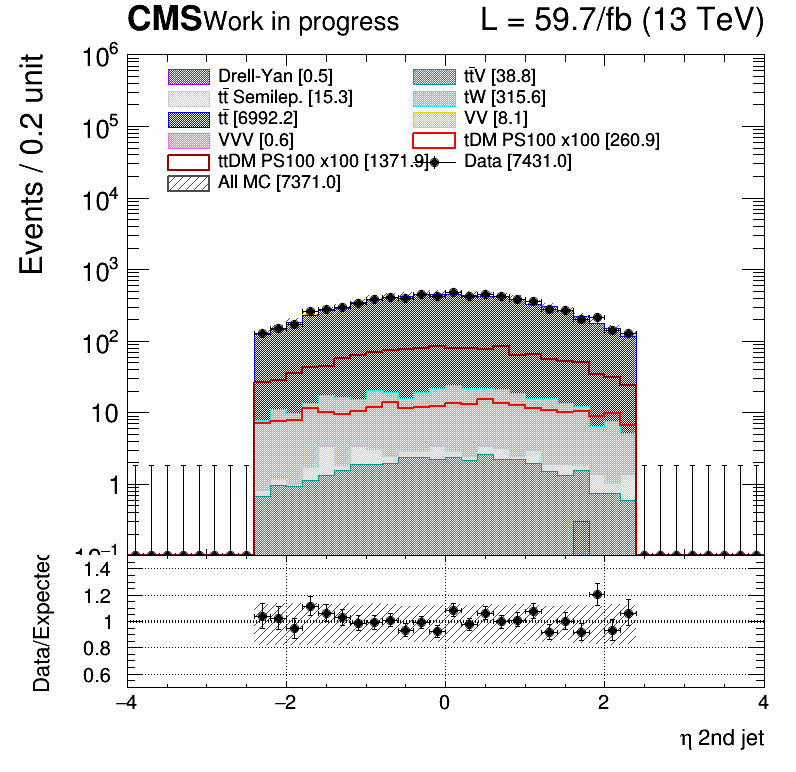 CMS Work in progress L = 59.7/fb (13 TeV)
Events / 0.2 unit
10⁶
10⁵
10⁴
10³
10²
10
1
10⁻¹
Drell-Yan [0.5] tt̄V [38.8]
tt̄ Semilep. [15.3] tW [315.6]
tt̄ [6992.2] VV [8.1]
VVV [0.6] tDM PS100 x100 [260.9]
ttDM PS100 x100 [1371.9] Data [7431.0]
All MC [7371.0]
Data/Expected
1.4
1.2
1
0.8
0.6
−4 −2 0 2 4
η 2nd jet